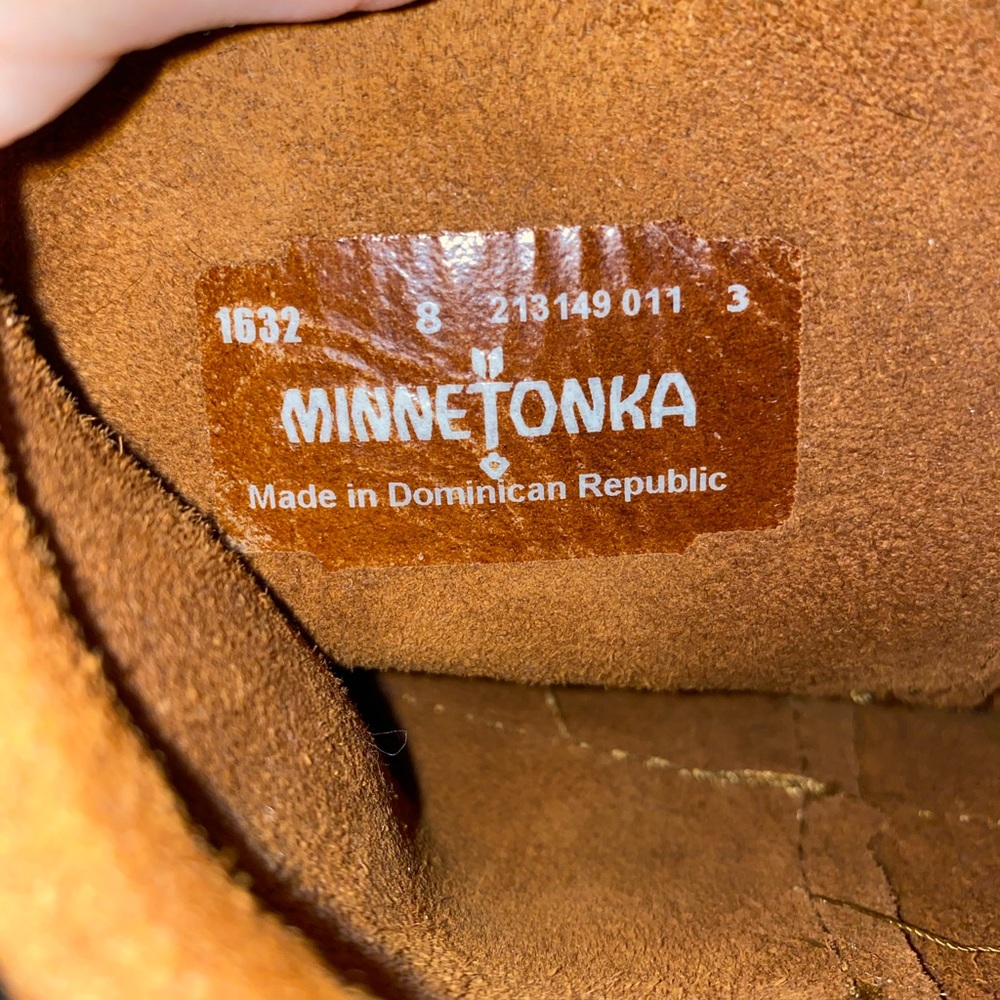 1632 8 213149 011 3
MINNETONKA
Made in Dominican Republic